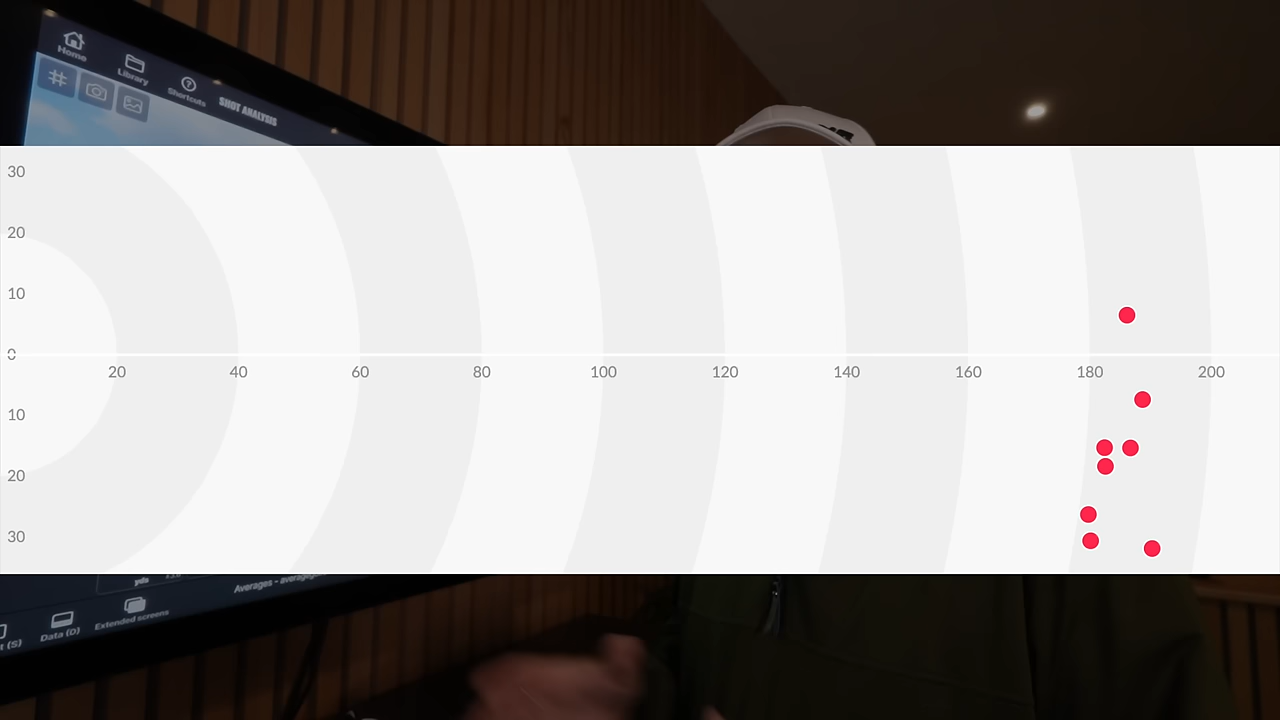 Home
Library
Shortcuts
SHOT ANALYSIS
30
20
10
0
20 40 60 80 100 120 140 160 180 200
10
20
30
yds
Averages
Data (D)
Extended screens